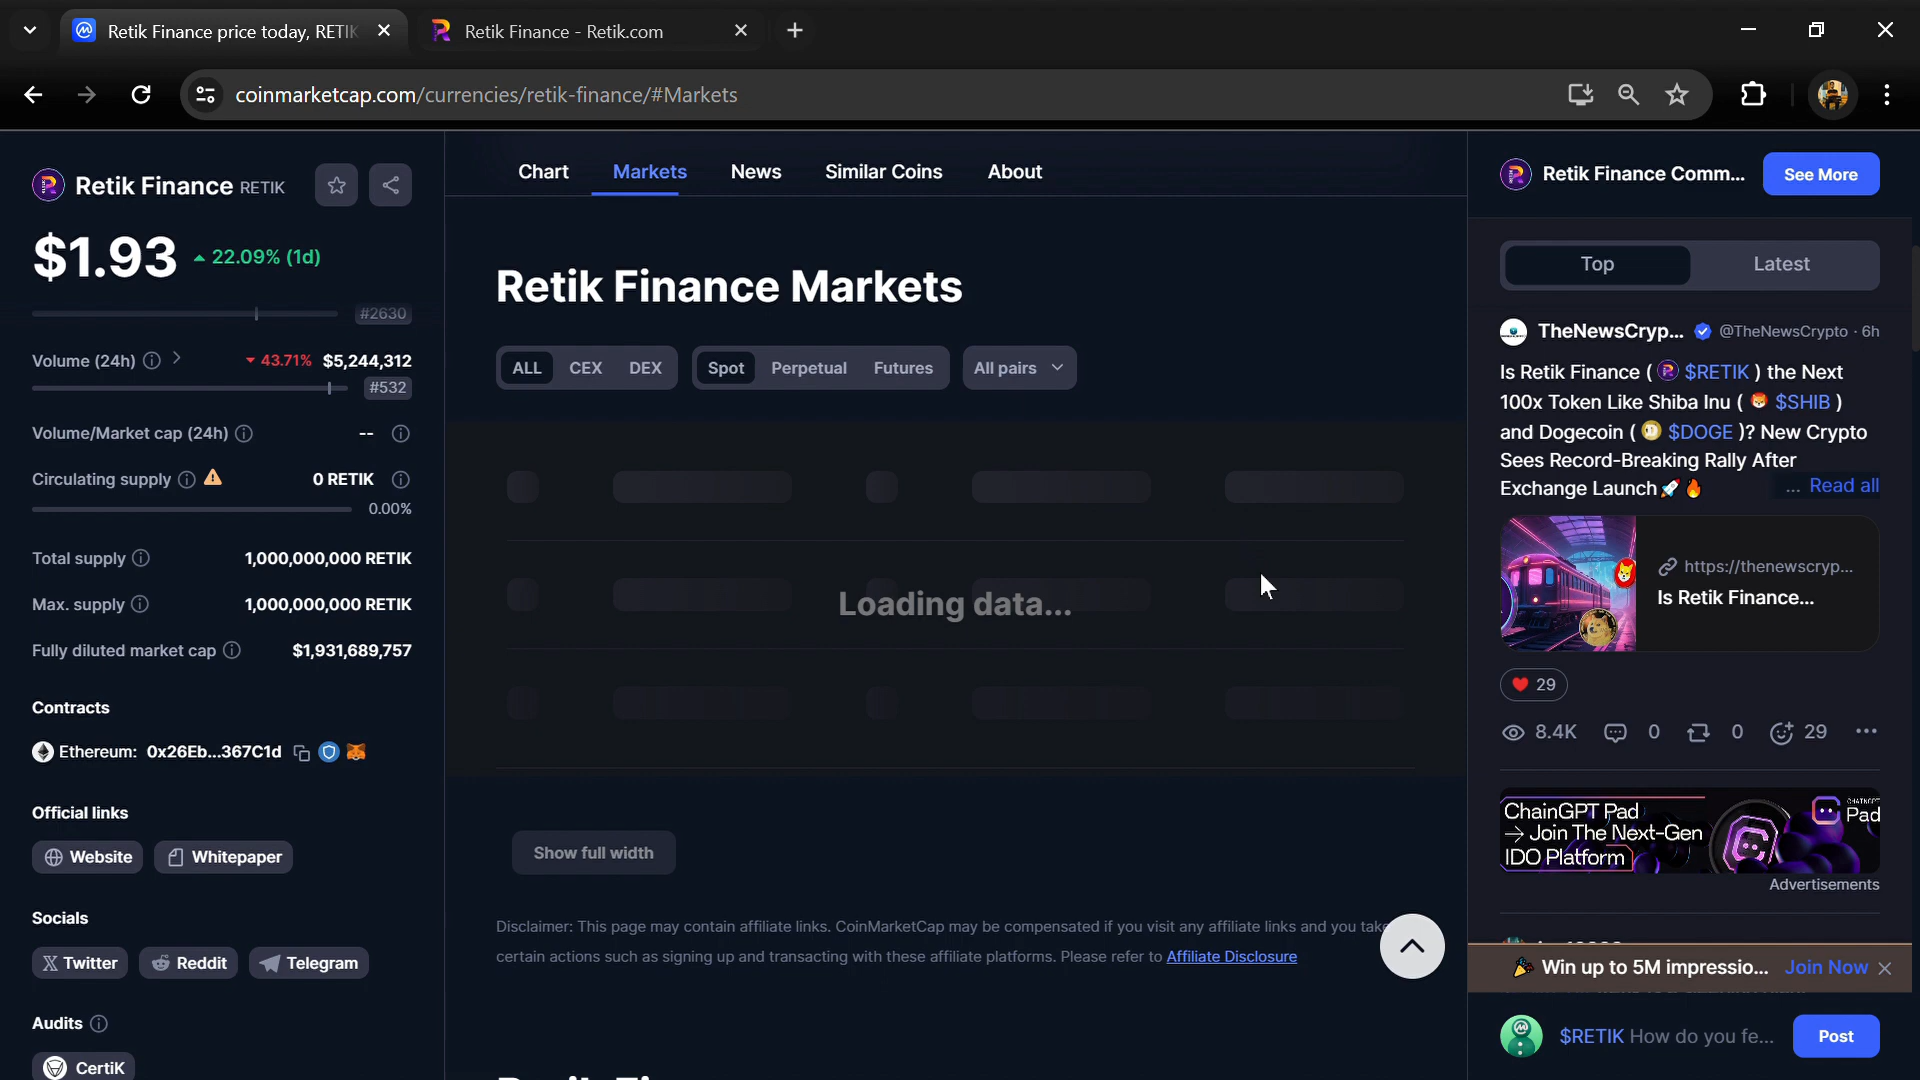 Retik Finance price today, RETIK
Retik Finance - Retik.com
coinmarketcap.com/currencies/retik-finance/#Markets
Retik Finance RETIK
$1.93 22.09% (1d)
#2630
Volume (24h) 43.71% $5,244,312
#532
Volume/Market cap (24h) --
Circulating supply 0 RETIK
0.00%
Total supply 1,000,000,000 RETIK
Max. supply 1,000,000,000 RETIK
Fully diluted market cap $1,931,689,757
Contracts
Ethereum: 0x26Eb...367C1d
Official links
Website Whitepaper
Socials
Twitter Reddit Telegram
Audits
CertiK
Chart Markets News Similar Coins About
Retik Finance Markets
ALL CEX DEX Spot Perpetual Futures All pairs
Loading data...
Show full width
Disclaimer: This page may contain affiliate links. CoinMarketCap may be compensated if you visit any affiliate links and you take
certain actions such as signing up and transacting with these affiliate platforms. Please refer to Affiliate Disclosure
Retik Finance Comm... See More
Top Latest
TheNewsCryp... @TheNewsCrypto · 6h
Is Retik Finance ( $RETIK ) the Next
100x Token Like Shiba Inu ( $SHIB )
and Dogecoin ( $DOGE )? New Crypto
Sees Record-Breaking Rally After
Exchange Launch🚀🔥 ... Read all
https://thenewscryp...
Is Retik Finance...
❤️ 29
8.4K 0 0 29
ChainGPT Pad
→ Join The Next-Gen
IDO Platform
Pad
Advertisements
🎉 Win up to 5M impressio... Join Now
$RETIK How do you fe... Post